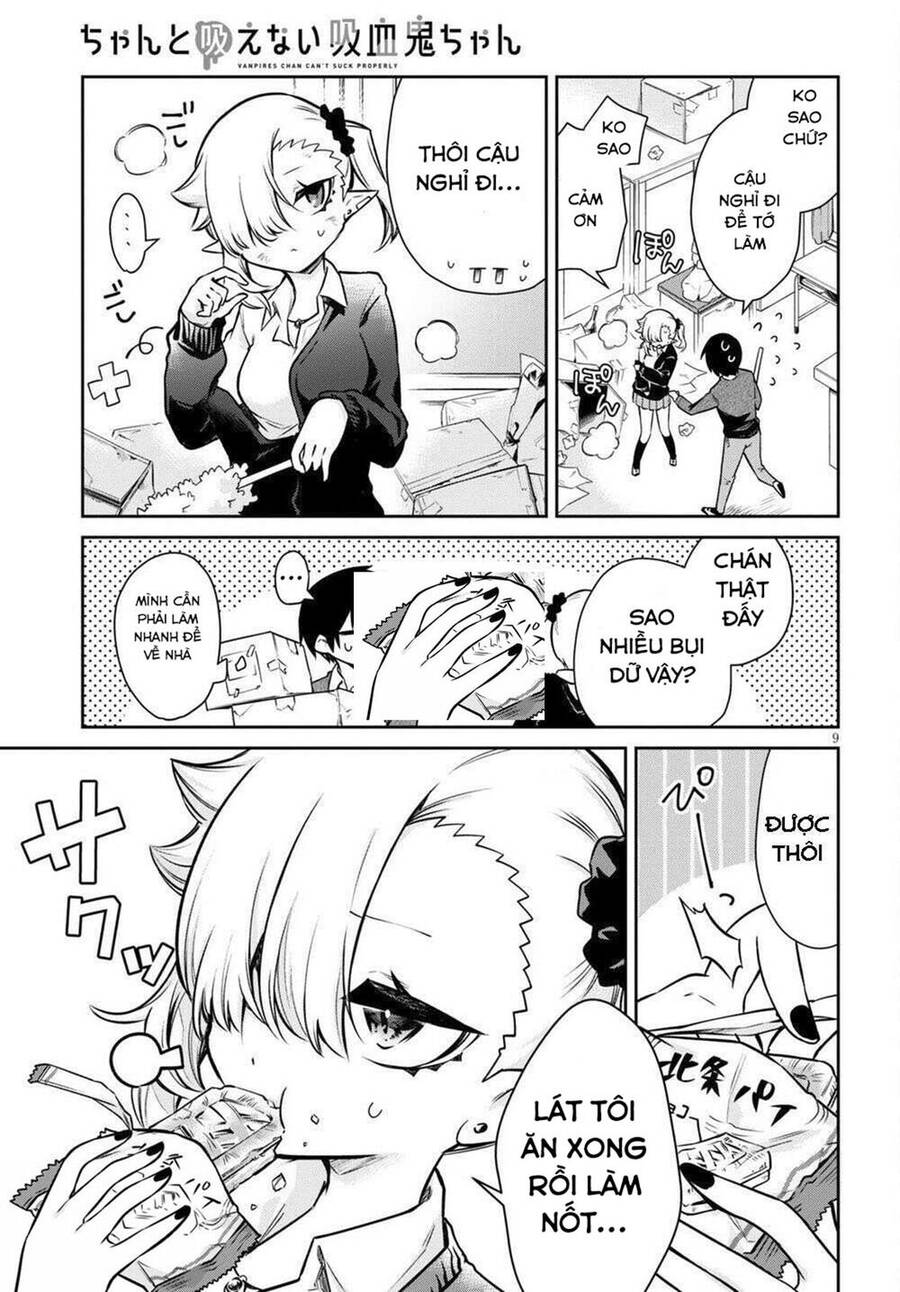 ちゃんと吸えない吸血鬼ちゃん
VANPIRES CHAN CAN'T SUCK PROPERLY
KO
SAO
CHỨ?
CẬU
NGHỈ ĐI
ĐỂ TỚ
LÀM
KO
SAO
CẢM
ƠN
ぽん
ぽん
THÔI CẬU
NGHỈ ĐI...
...
CHÁN
THẬT
ĐẤY
SAO
NHIỀU BỤI
DỮ VẬY?
...
MÌNH CẦN
PHẢI LÀM
NHANH ĐỂ
VỀ NHÀ
9
ĐƯỢC
THÔI
ぴー
北条パイ
サクッ
LÁT TÔI
ĂN XONG
RỒI LÀM
NỐT...